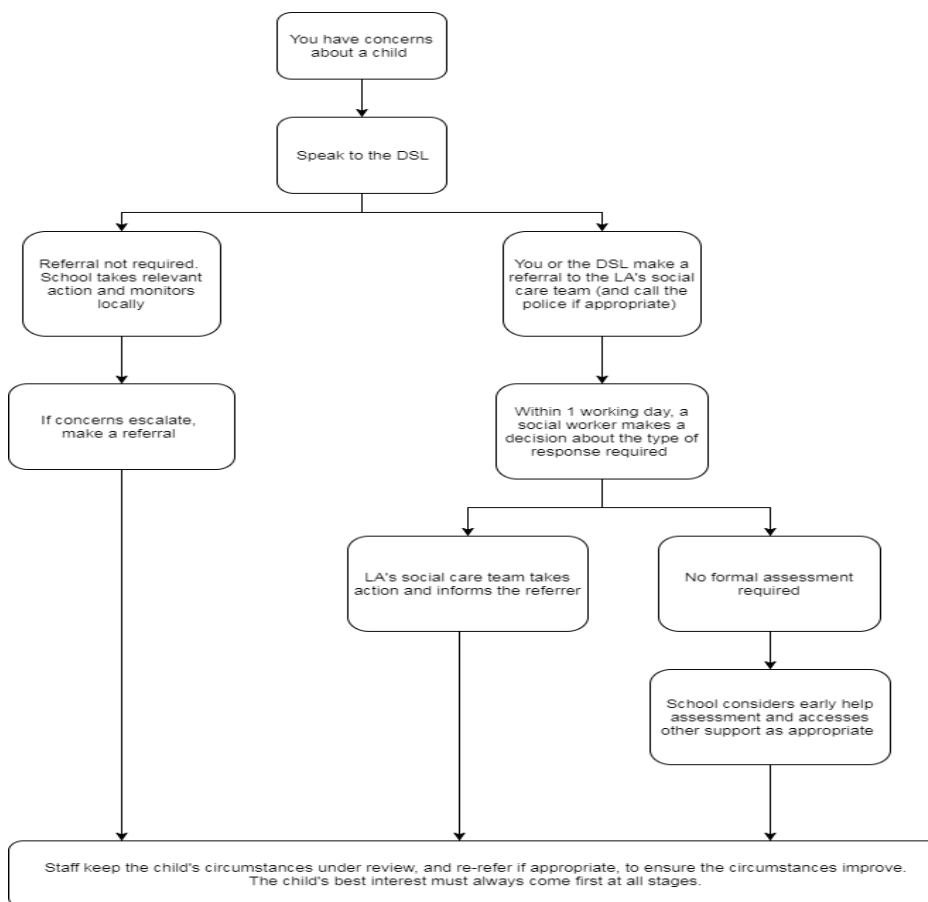 You have concerns
about a child
Speak to the DSL
Referral not required.
School takes relevant
action and monitors
locally
You or the DSL make a
referral to the LA's social
care team (and call the
police if appropriate)
If concerns escalate,
make a referral
Within 1 working day, a
social worker makes a
decision about the type of
response required
LA's social care team takes
action and informs the referrer
No formal assessment
required
School considers early help
assessment and accesses
other support as appropriate
Staff keep the child's circumstances under review, and re-refer if appropriate, to ensure the circumstances improve.
The child's best interest must always come first at all stages.